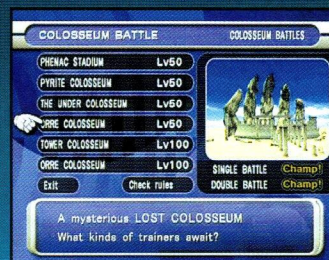 COLOSSEUM BATTLE COLOSSEUM BATTLES
PHENAC STADIUM Lv50
PYRITE COLOSSEUM Lv50
THE UNDER COLOSSEUM Lv50
ORRE COLOSSEUM Lv50
TOWER COLOSSEUM Lv100
ORRE COLOSSEUM Lv100
Exit Check rules
SINGLE BATTLE Champ!
DOUBLE BATTLE Champ!
A mysterious LOST COLOSSEUM
What kinds of trainers await?